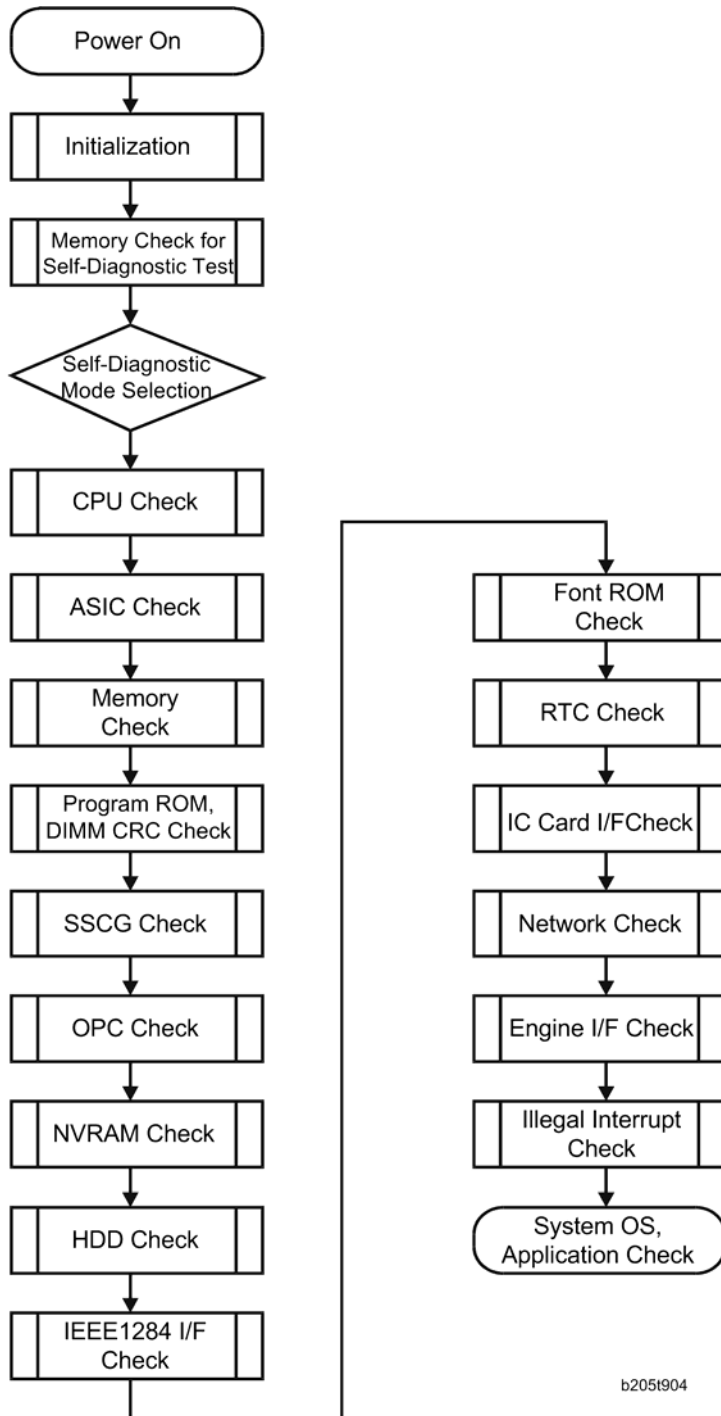 Power On
Initialization
Memory Check for
Self-Diagnostic Test
Self-Diagnostic
Mode Selection
CPU Check
ASIC Check
Memory
Check
Program ROM,
DIMM CRC Check
SSCG Check
OPC Check
NVRAM Check
HDD Check
IEEE1284 I/F
Check
Font ROM
Check
RTC Check
IC Card I/FCheck
Network Check
Engine I/F Check
Illegal Interrupt
Check
System OS,
Application Check
b205t904